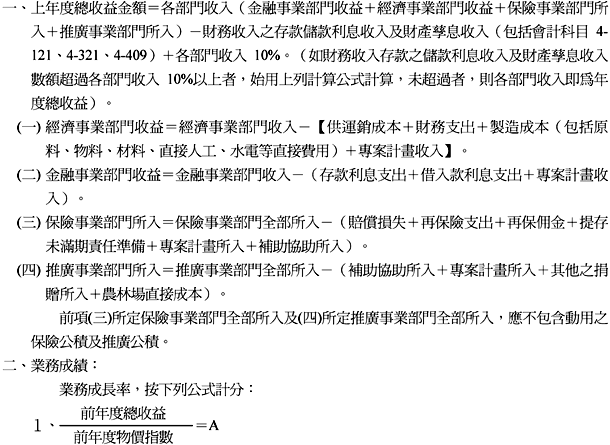 一、上年度總收益金額＝各部門收入（金融事業部門收益＋經濟事業部門收益＋保險事業部門所
入＋推廣事業部門所入）－財務收入之存款儲款利息收入及財產孳息收入（包括會計科目 4-
121、4-321、4-409）＋各部門收入 10%。（如財務收入存款之儲款利息收入及財產孳息收入
數額超過各部門收入 10%以上者，始用上列計算公式計算，未超過者，則各部門收入即為年
度總收益）。
(一) 經濟事業部門收益＝經濟事業部門收入－【供運銷成本＋財務支出＋製造成本（包括原
料、物料、材料、直接人工、水電等直接費用）＋專案計畫收入】。
(二) 金融事業部門收益＝金融事業部門收入－（存款利息支出＋借入款利息支出＋專案計畫收
入）。
(三) 保險事業部門所入＝保險事業部門全部所入－（賠償損失＋再保險支出＋再保佣金＋提存
未滿期責任準備＋專案計畫所入＋補助協助所入）。
(四) 推廣事業部門所入＝推廣事業部門全部所入－（補助協助所入＋專案計畫所入＋其他之捐
贈所入＋農林場直接成本）。
前項(三)所定保險事業部門全部所入及(四)所定推廣事業部門全部所入，應不包含動用之
保險公積及推廣公積。
二、業務成績：
業務成長率，按下列公式計分：
1、前年度總收益
前年度物價指數＝A